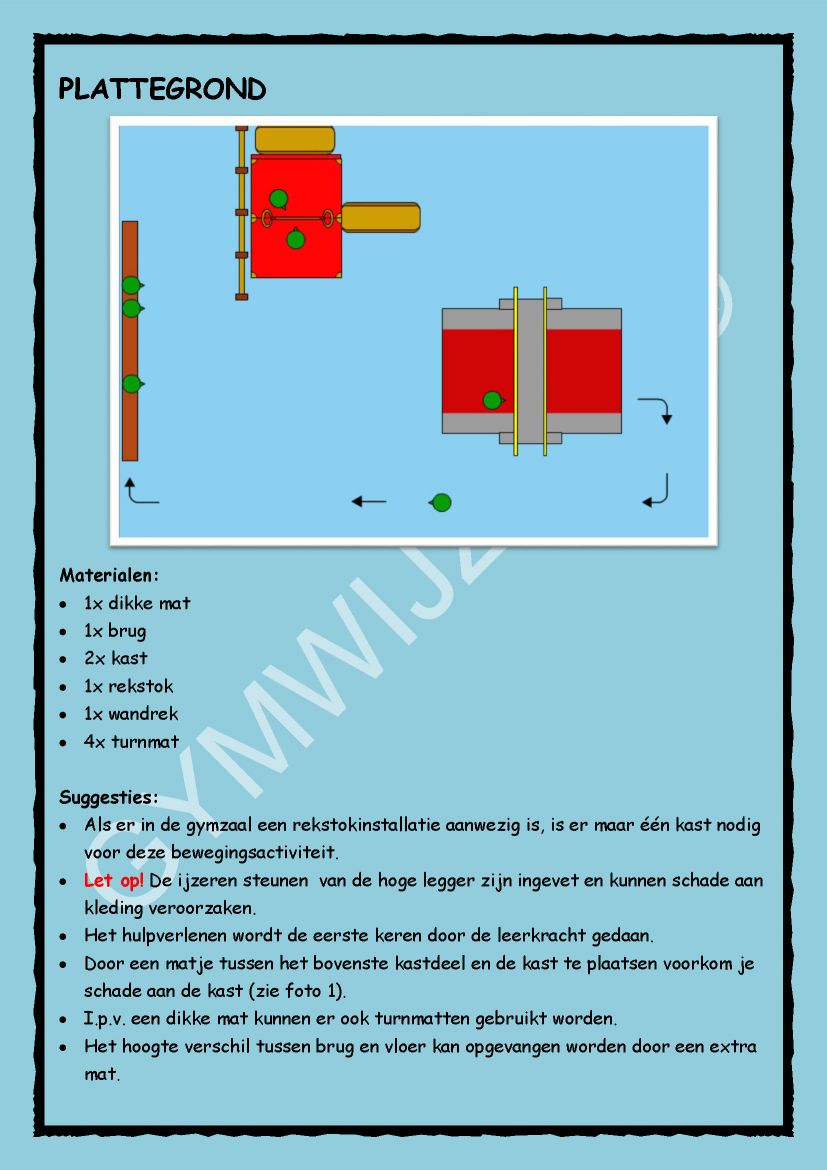 PLATTEGROND
Materialen:
• 1x dikke mat
• 1x brug
• 2x kast
• 1x rekstok
• 1x wandrek
• 4x turnmat
Suggesties:
• Als er in de gymzaal een rekstokinstallatie aanwezig is, is er maar één kast nodig
voor deze bewegingsactiviteit.
• Let op! De ijzeren steunen  van de hoge legger zijn ingevet en kunnen schade aan
kleding veroorzaken.
• Het hulpverlenen wordt de eerste keren door de leerkracht gedaan.
• Door een matje tussen het bovenste kastdeel en de kast te plaatsen voorkom je
schade aan de kast (zie foto 1).
• I.p.v. een dikke mat kunnen er ook turnmatten gebruikt worden.
• Het hoogte verschil tussen brug en vloer kan opgevangen worden door een extra
mat.